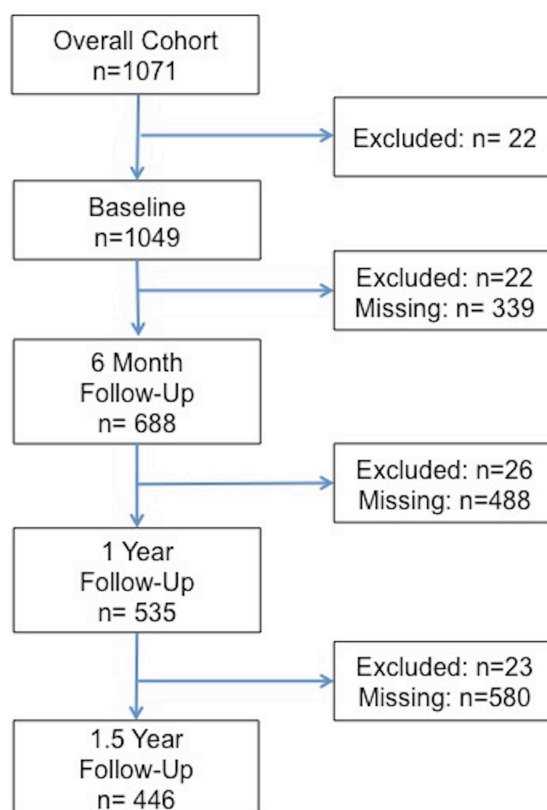 Overall Cohort
n=1071
Excluded: n= 22
Baseline
n=1049
Excluded: n=22
Missing: n= 339
6 Month
Follow-Up
n= 688
Excluded: n=26
Missing: n=488
1 Year
Follow-Up
n= 535
Excluded: n=23
Missing: n=580
1.5 Year
Follow-Up
n= 446